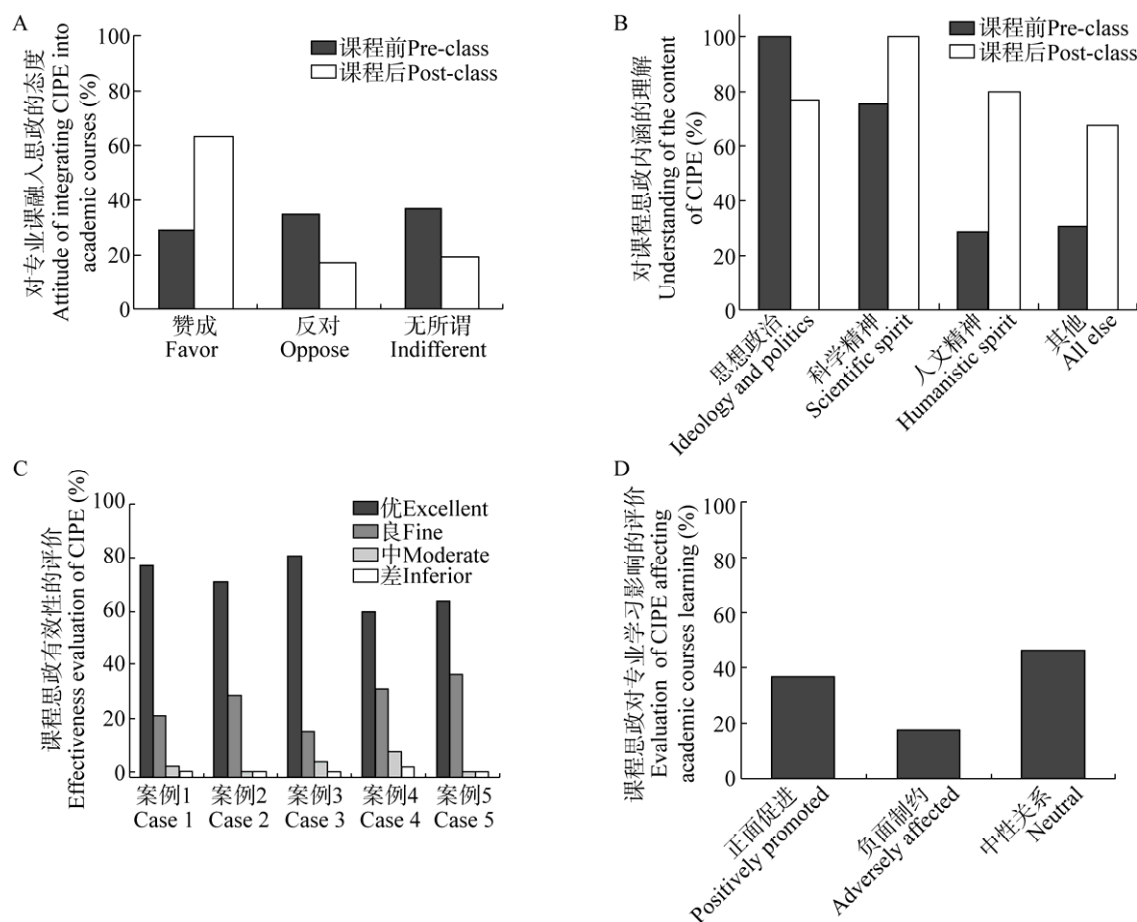 A
对专业课融入思政的态度
Attitude of integrating CIPE into
academic courses (%)
100
80
60
40
20
0
课程前Pre-class
课程后Post-class
赞成
Favor
反对
Oppose
无所谓
Indifferent
B
对课程思政内涵的理解
Understanding of the content
of CIPE (%)
100
80
60
40
20
0
课程前Pre-class
课程后Post-class
思想政治
Ideology and politics
科学精神
Scientific spirit
人文精神
Humanistic spirit
其他
All else
C
课程思政有效性的评价
Effectiveness evaluation of CIPE (%)
100
80
60
40
20
0
优Excellent
良Fine
中Moderate
差Inferior
案例1
Case 1
案例2
Case 2
案例3
Case 3
案例4
Case 4
案例5
Case 5
D
课程思政对专业学习影响的评价
Evaluation of CIPE affecting
academic courses learning (%)
100
80
60
40
20
0
正面促进
Positively promoted
负面制约
Adversely affected
中性关系
Neutral